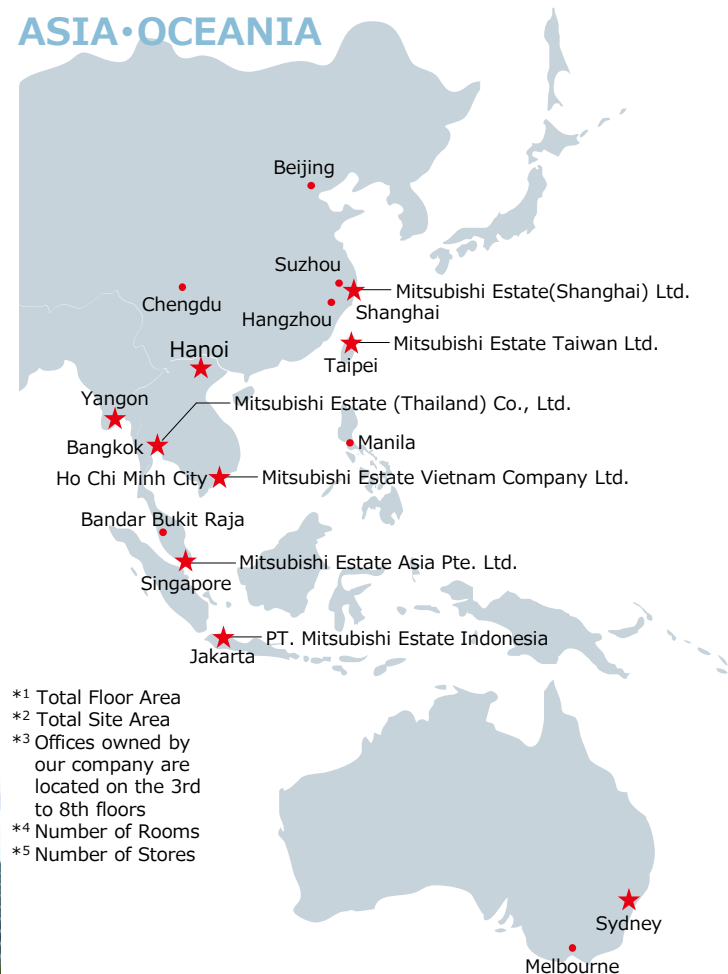 ASIA・OCEANIA
Beijing
Suzhou
Mitsubishi Estate(Shanghai) Ltd.
Chengdu
Hangzhou
Shanghai
Hanoi
Mitsubishi Estate Taiwan Ltd.
Taipei
Yangon
Mitsubishi Estate (Thailand) Co., Ltd.
Bangkok
Manila
Ho Chi Minh City
Mitsubishi Estate Vietnam Company Ltd.
Bandar Bukit Raja
Mitsubishi Estate Asia Pte. Ltd.
Singapore
PT. Mitsubishi Estate Indonesia
Jakarta
*1 Total Floor Area
*2 Total Site Area
*3 Offices owned by
our company are
located on the 3rd
to 8th floors
*4 Number of Rooms
*5 Number of Stores
Sydney
Melbourne